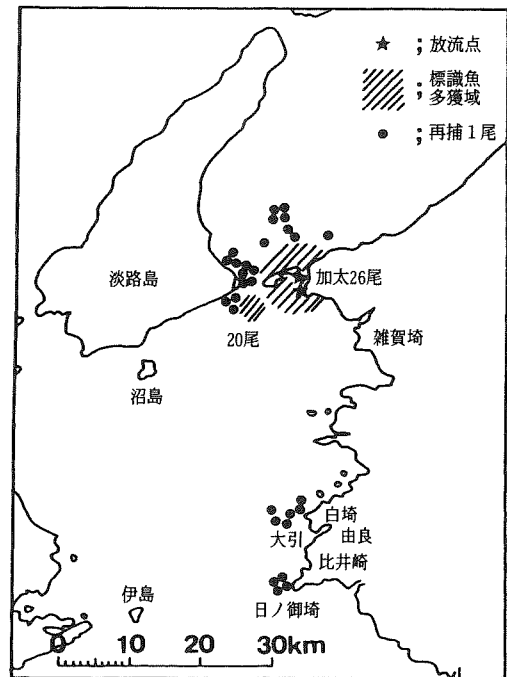 ★ ; 放流点
標識魚
多獲域
;
● ; 再捕1尾
淡路島
加太26尾
20尾
雑賀埼
沼島
白埼
大引
由良
比井崎
日ノ御埼
伊島
0 10 20 30km